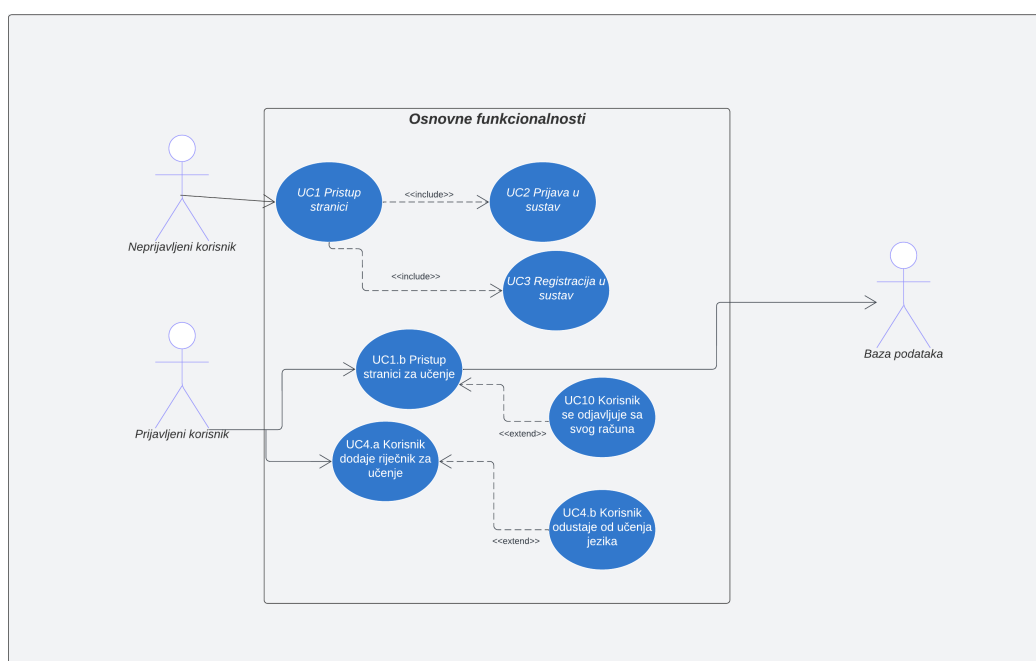 Osnovne funkcionalnosti
UC1 Pristup
stranici
<<include>>
UC2 Prijava u
sustav
Neprijavljeni korisnik
<<include>>
UC3 Registracija u
sustav
Baza podataka
UC1.b Pristup
stranici za učenje
UC10 Korisnik
se odjavljuje sa
svog računa
<<extend>>
Prijavljeni korisnik
UC4.a Korisnik
dodaje riječnik za
učenje
UC4.b Korisnik
odustaje od učenja
jezika
<<extend>>